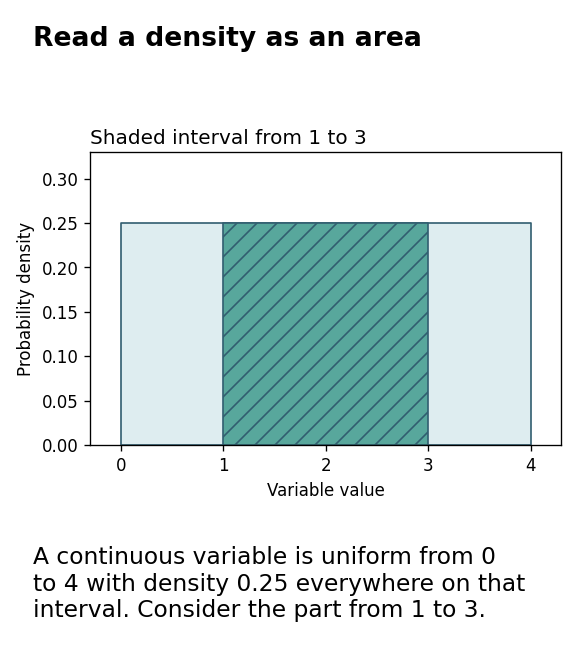 Read a density as an area
Shaded interval from 1 to 3
0.30
0.25
0.20
0.15
0.10
0.05
0.00
Probability density
0 1 2 3 4
Variable value
A continuous variable is uniform from 0
to 4 with density 0.25 everywhere on that
interval. Consider the part from 1 to 3.